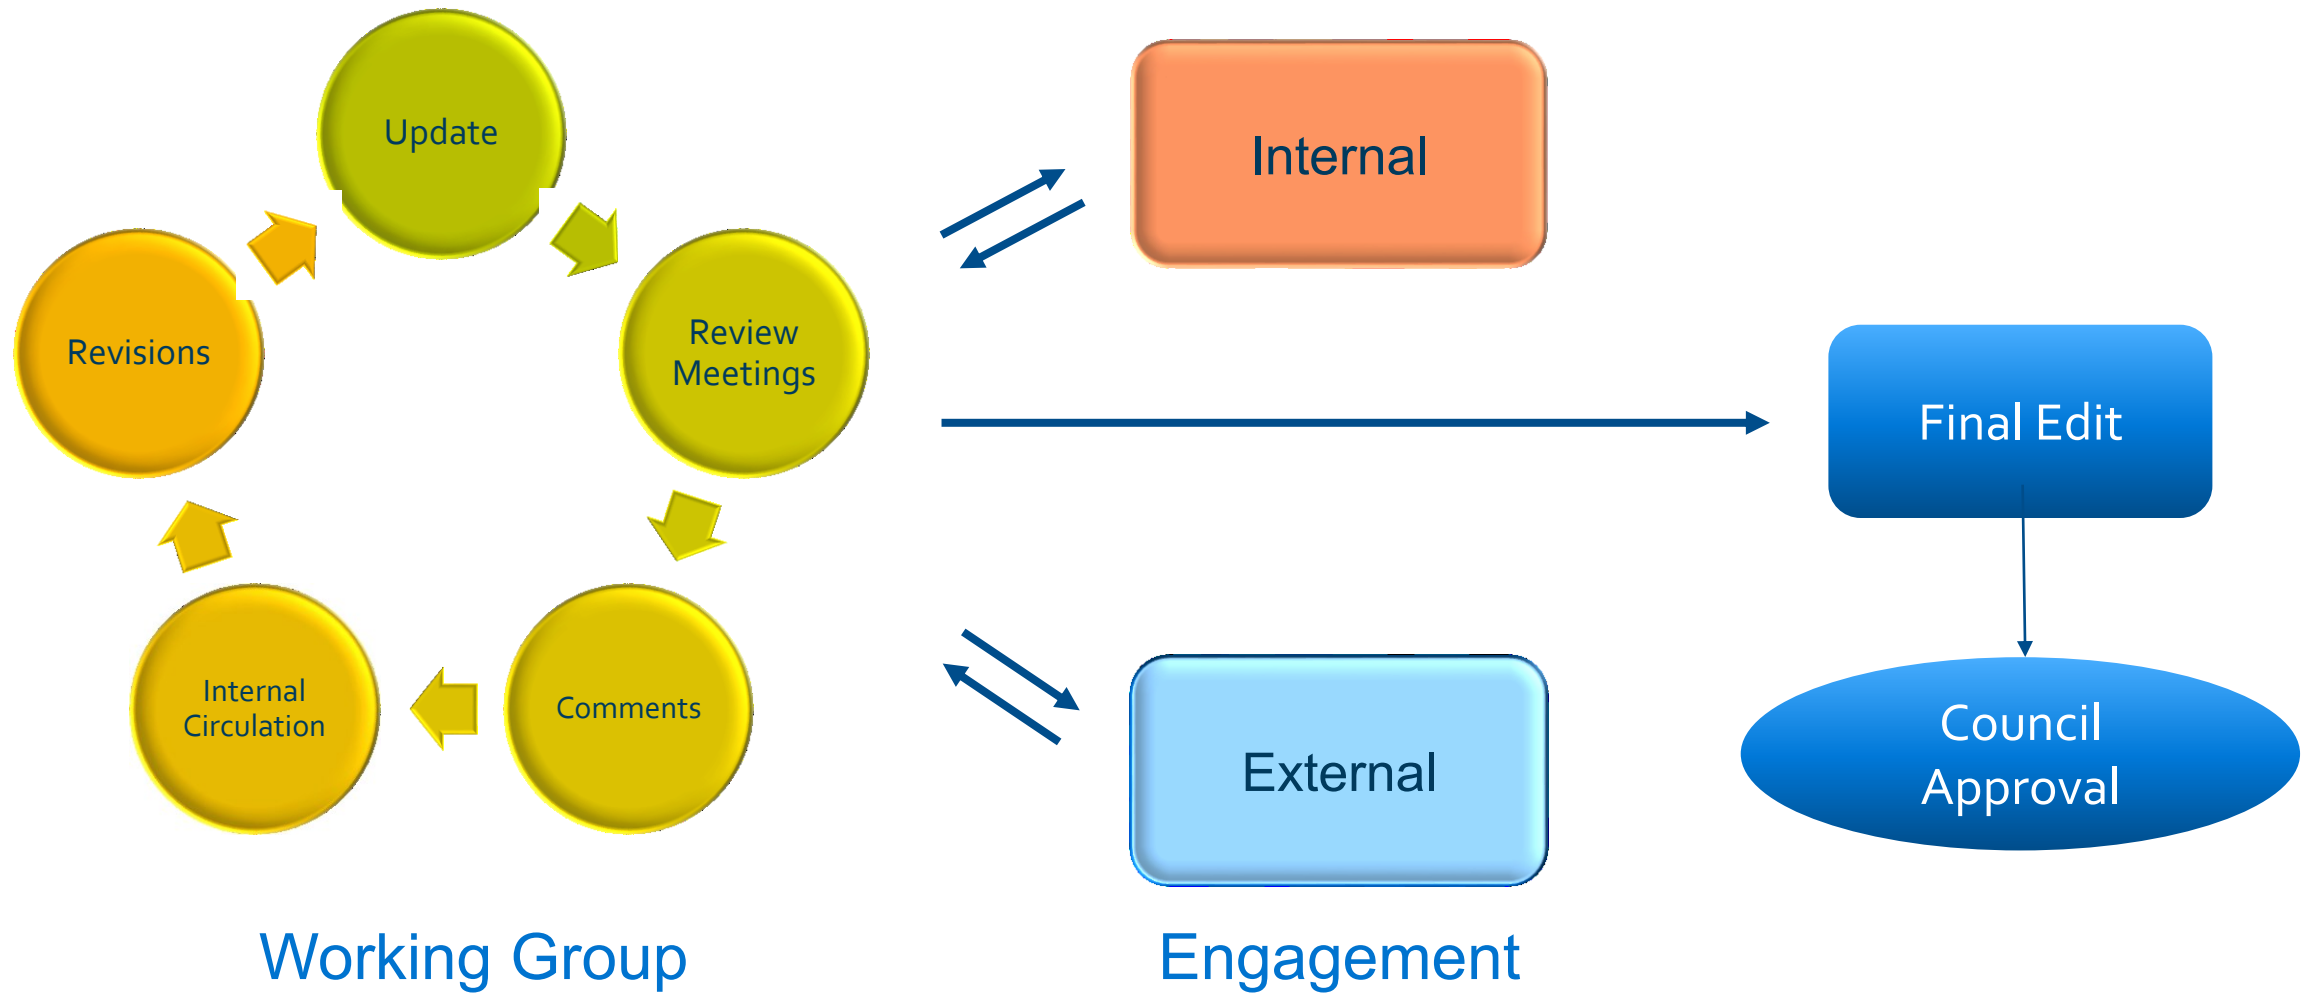 Update
Internal
Revisions
Review
Meetings
Final Edit
Internal
Circulation
Comments
External
Council
Approval
Working Group
Engagement